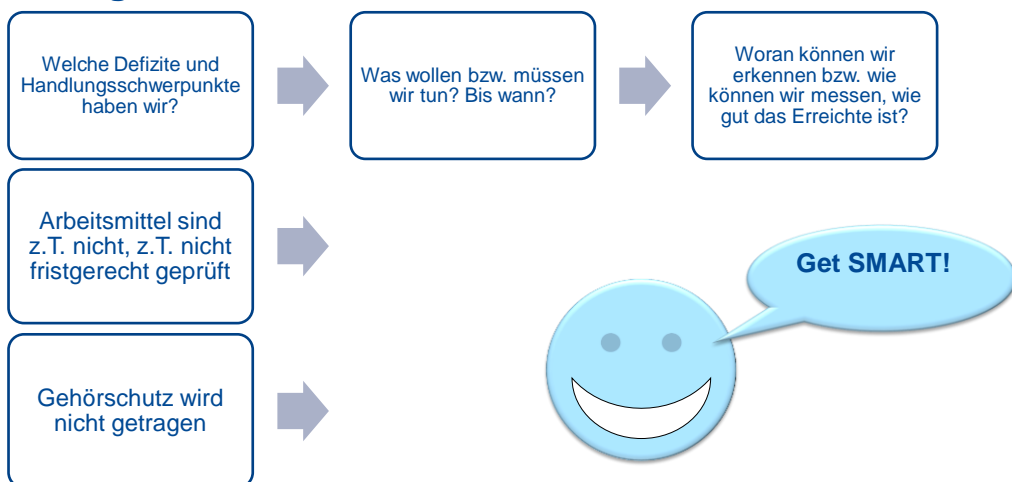 Welche Defizite und
Handlungsschwerpunkte
haben wir?
Was wollen bzw. müssen
wir tun? Bis wann?
Woran können wir
erkennen bzw. wie
können wir messen, wie
gut das Erreichte ist?
Arbeitsmittel sind
z.T. nicht, z.T. nicht
fristgerecht geprüft
Get SMART!
Gehörschutz wird
nicht getragen